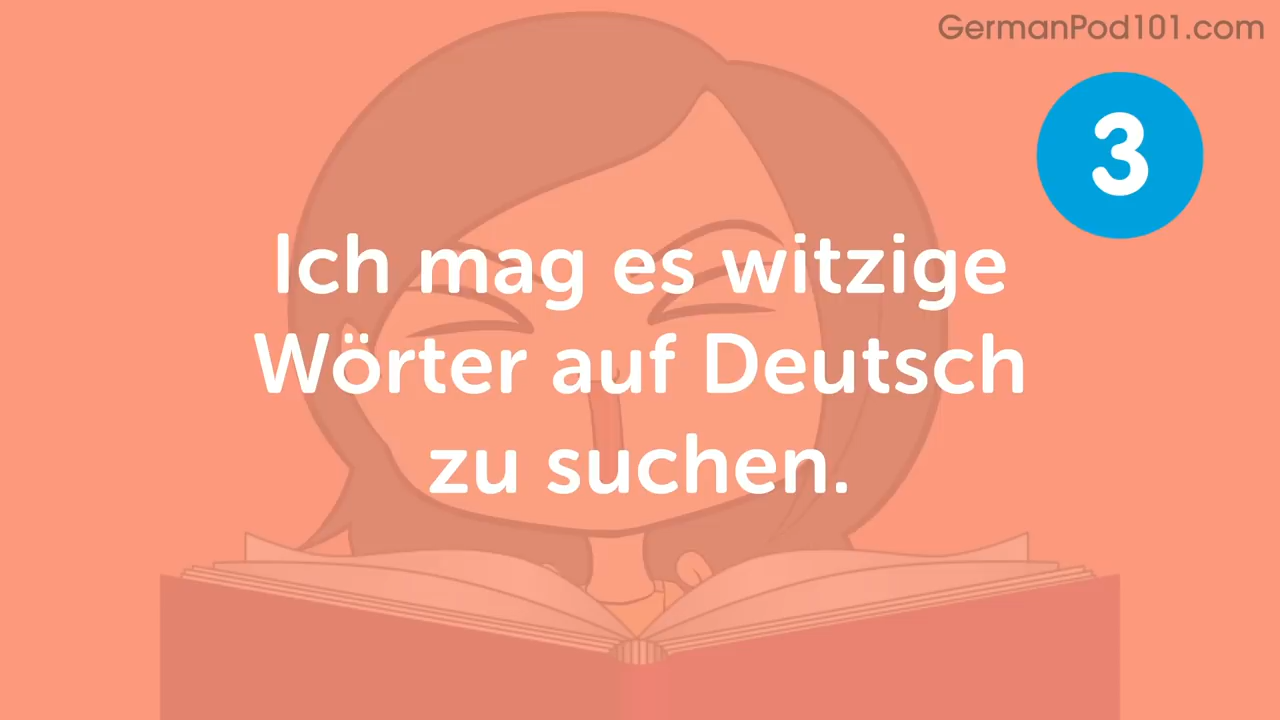 GermanPod101.com
3
Ich mag es witzige
Wörter auf Deutsch
zu suchen.